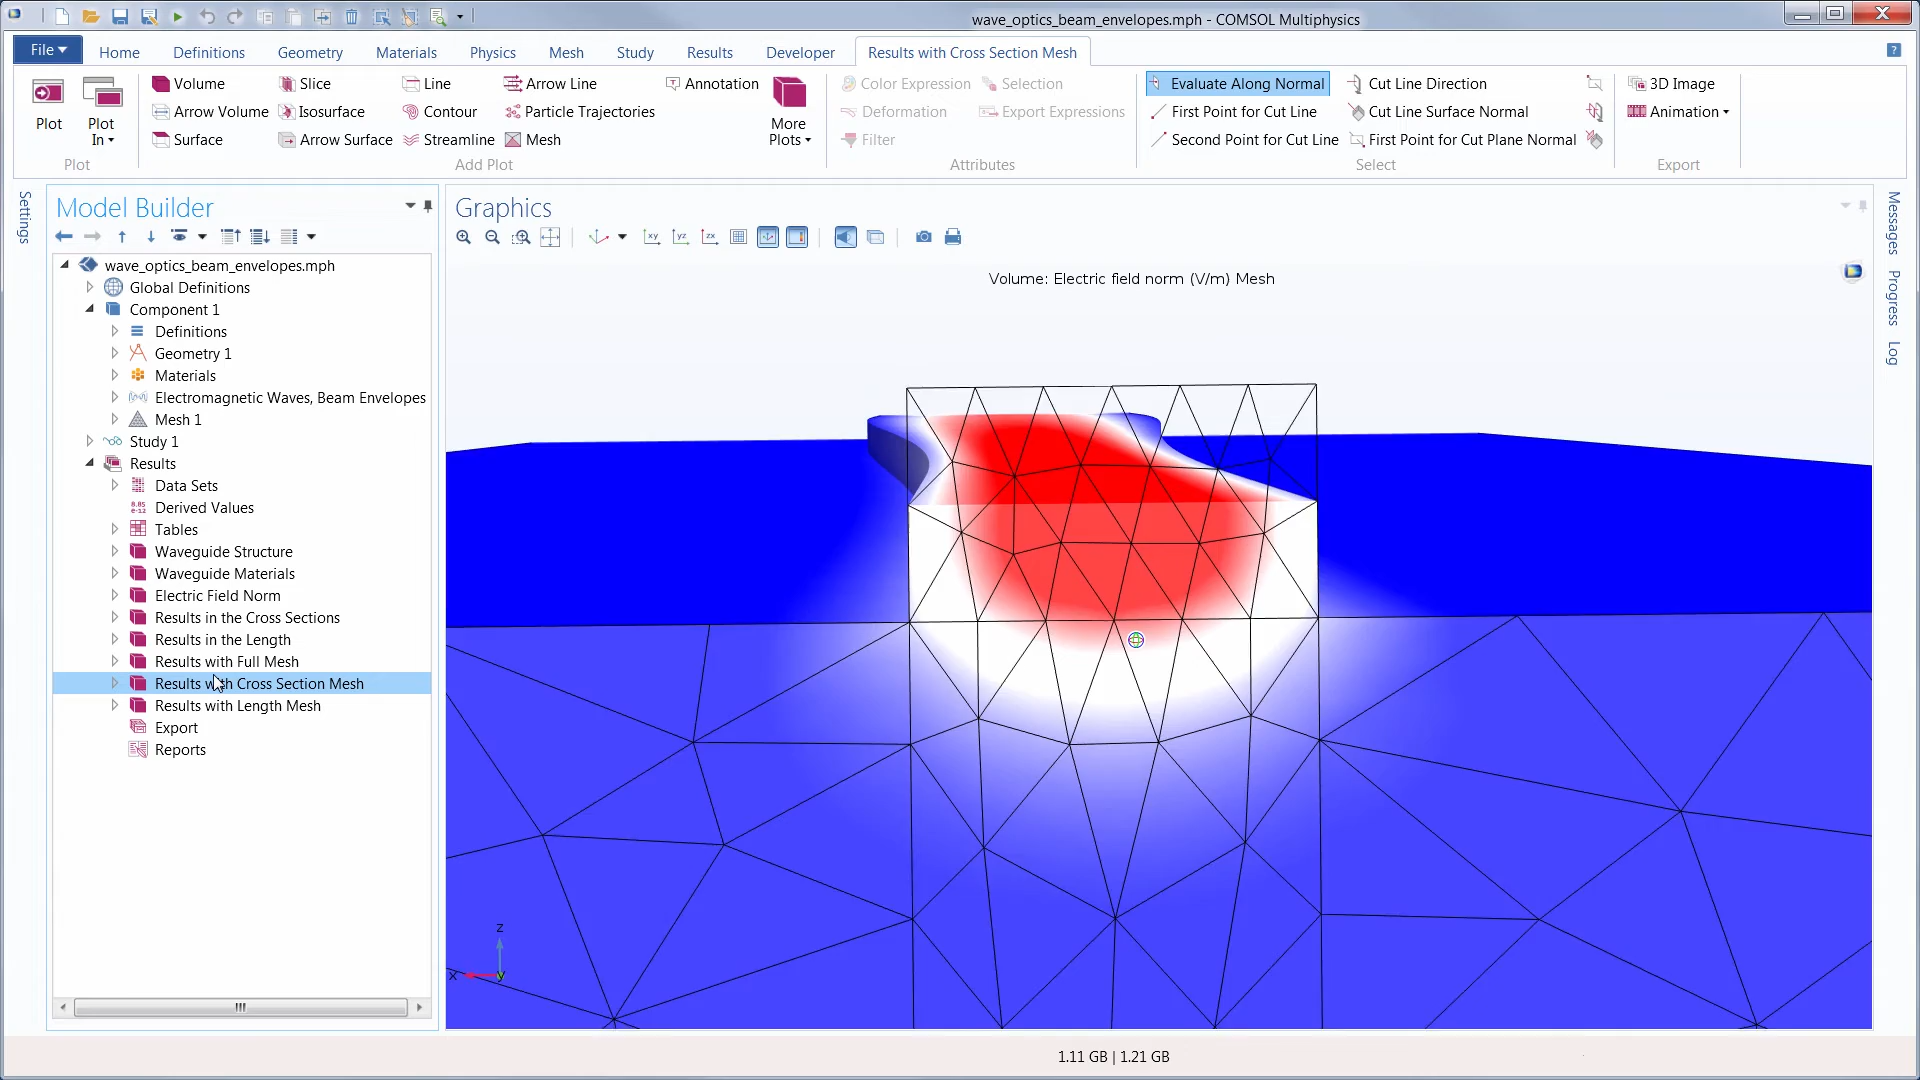 wave_optics_beam_envelopes.mph - COMSOL Multiphysics
File Home Definitions Geometry Materials Physics Mesh Study Results Developer Results with Cross Section Mesh
Volume Slice Line Arrow Line Annotation Color Expression Selection Evaluate Along Normal Cut Line Direction 3D Image
Arrow Volume Isosurface Contour Particle Trajectories Deformation Export Expressions First Point for Cut Line Cut Line Surface Normal Animation
Plot Plot In More Plots
Surface Arrow Surface Streamline Mesh Filter Second Point for Cut Line First Point for Cut Plane Normal
Plot Add Plot Attributes Select Export
Settings
Model Builder
wave_optics_beam_envelopes.mph
Global Definitions
Component 1
Definitions
Geometry 1
Materials
Electromagnetic Waves, Beam Envelopes
Mesh 1
Study 1
Results
Data Sets
Derived Values
Tables
Waveguide Structure
Waveguide Materials
Electric Field Norm
Results in the Cross Sections
Results in the Length
Results with Full Mesh
Results with Cross Section Mesh
Results with Length Mesh
Export
Reports
Graphics
xy yz zx
Volume: Electric field norm (V/m) Mesh
z
x y
Messages
Progress
Log
1.11 GB | 1.21 GB